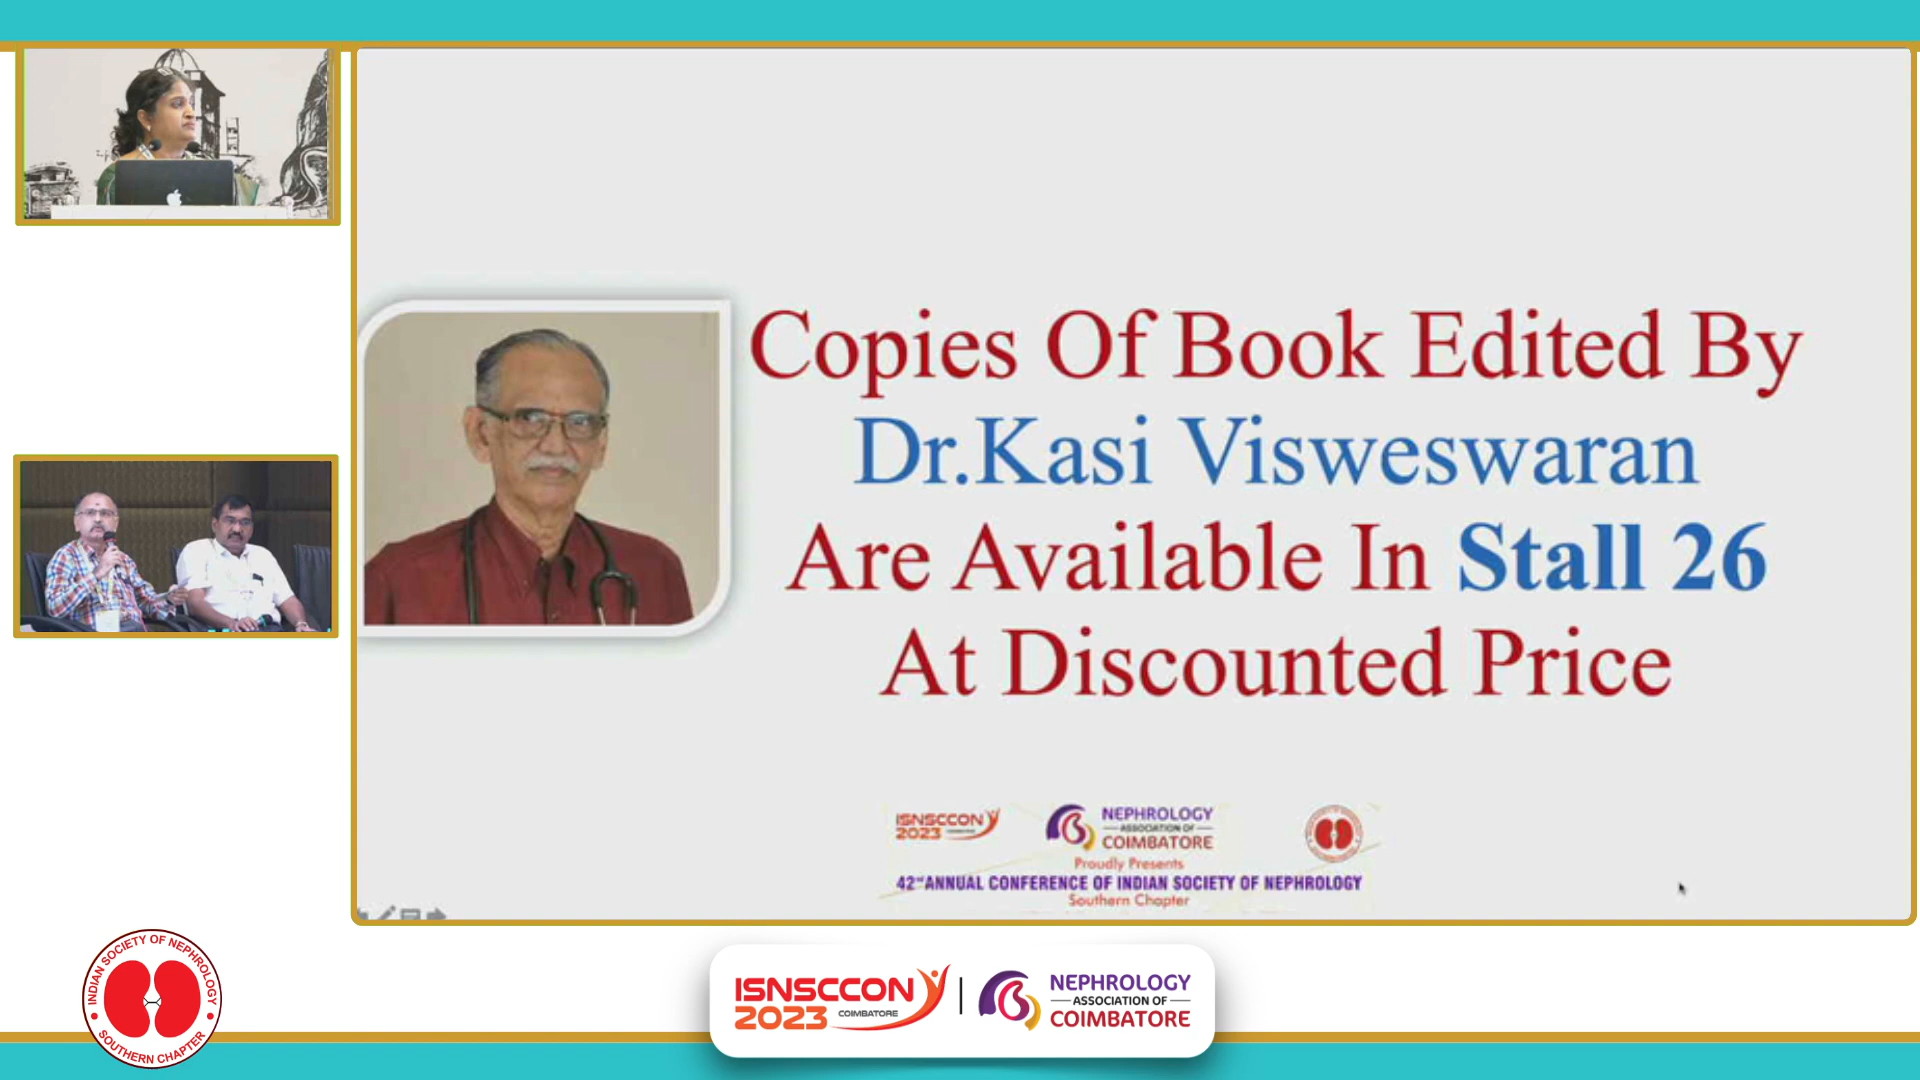 Copies Of Book Edited By
Dr.Kasi Visweswaran
Are Available In Stall 26
At Discounted Price
ISNSCCON
2023
NEPHROLOGY
ASSOCIATION OF
COIMBATORE
Proudly Presents
42nd ANNUAL CONFERENCE OF INDIAN SOCIETY OF NEPHROLOGY
Southern Chapter
INDIAN SOCIETY OF NEPHROLOGY
SOUTHERN CHAPTER
ISNSCCON
2023 COIMBATORE
NEPHROLOGY
ASSOCIATION OF
COIMBATORE